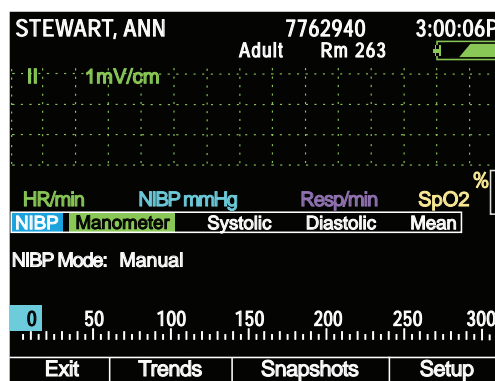 STEWART, ANN 7762940 3:00:06P
Adult Rm 263
II 1mV/cm
%
HR/min NIBP mmHg Resp/min SpO2
NIBP Manometer Systolic Diastolic Mean
NIBP Mode: Manual
0 50 100 150 200 250 300
Exit Trends Snapshots Setup